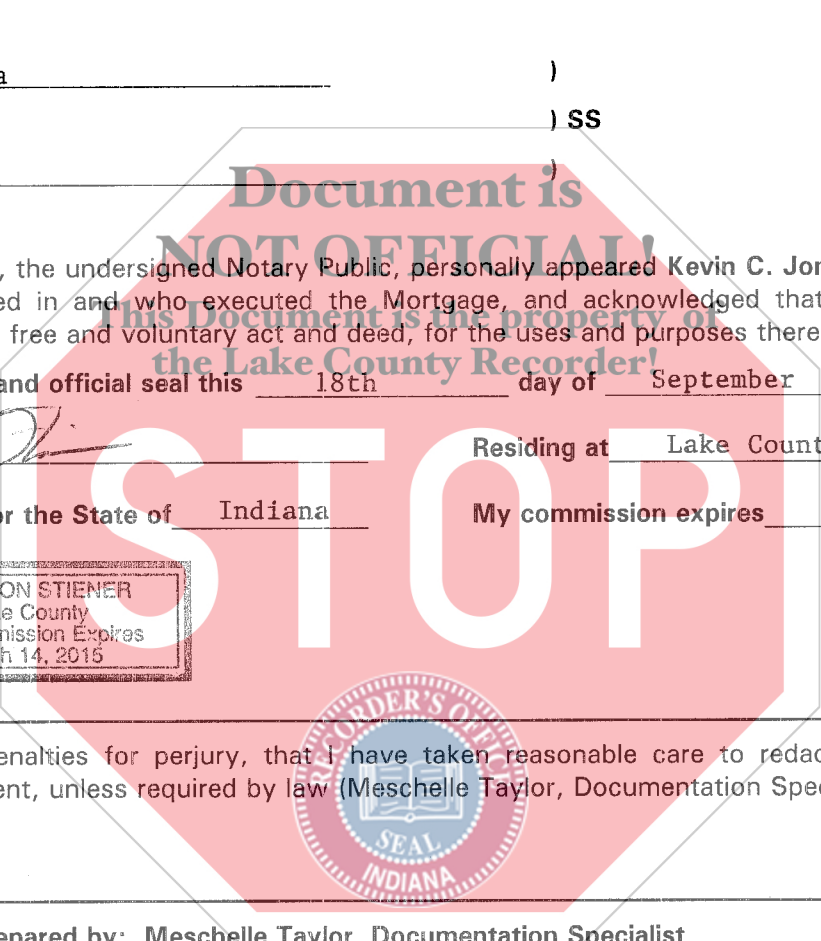 a )
) SS
)
Document is
NOT OFFICIAL!
, the undersigned Notary Public, personally appeared Kevin C. Jon
ed in and who executed the Mortgage, and acknowledged that
This Document is the property of
free and voluntary act and deed, for the uses and purposes there
the Lake County Recorder!
and official seal this 18th day of September
Residing at Lake Count
STOP
or the State of Indiana My commission expires
ON STIENER
e County
mission Expires
h 14, 2015
RECORDER'S OFFICE
enalties for perjury, that I have taken reasonable care to redac
ent, unless required by law (Meschelle Taylor, Documentation Spec
SEAL
INDIANA
epared by: Meschelle Taylor, Documentation Specialist